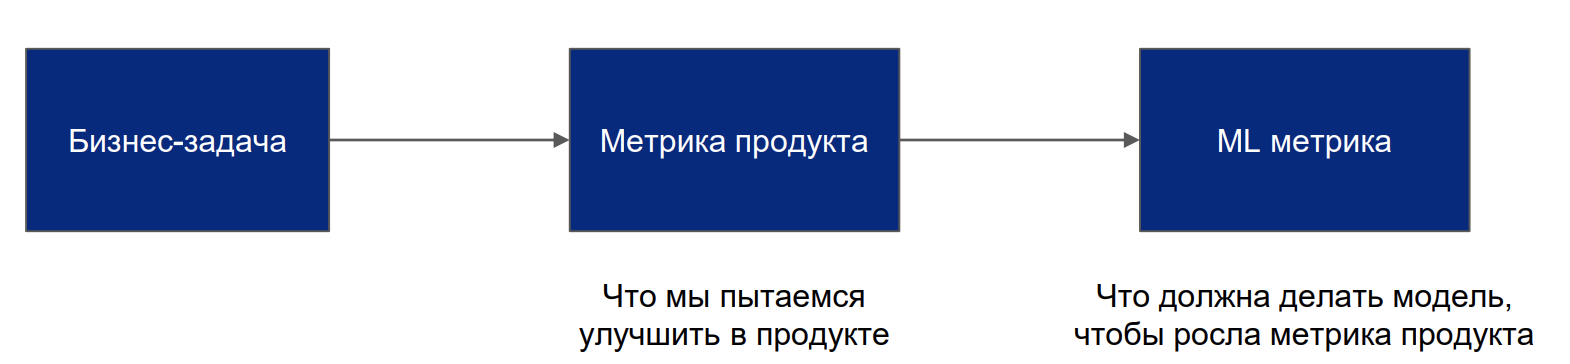 Бизнес-задача
Метрика продукта
ML метрика
Что мы пытаемся
улучшить в продукте
Что должна делать модель,
чтобы росла метрика продукта